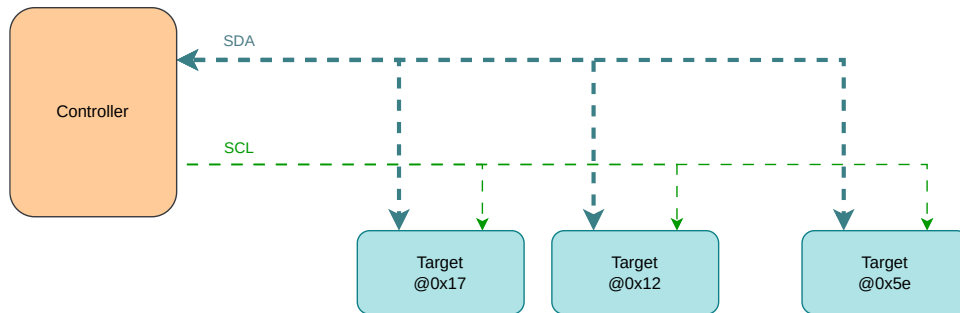 SDA
Controller
SCL
Target
@0x17
Target
@0x12
Target
@0x5e